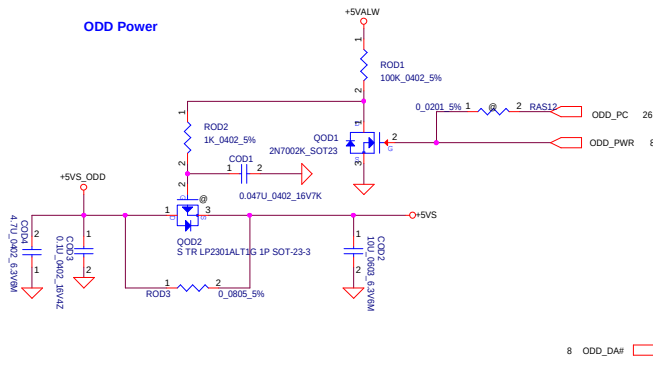 ODD Power
+5VALW
1
ROD1
100K_0402_5%
2
0_0201_5% 1 @ 2 RAS12
ODD_PC 26
1
ROD2
1K_0402_5%
2
1
D
QOD1
2N7002K_SOT23
2
G
S
3
ODD_PWR 8
COD1
1 2
0.047U_0402_16V7K
+5VS_ODD
2
G
@
1 3
D S
+5VS
QOD2
S TR LP2301ALT1G 1P SOT-23-3
2
1
COD4
4.7U_0402_6.3V6M
1
2
COD3
0.1U_0402_16V4Z
1
2
COD2
10U_0603_6.3V6M
1 2
ROD3 0_0805_5%
8 ODD_DA#